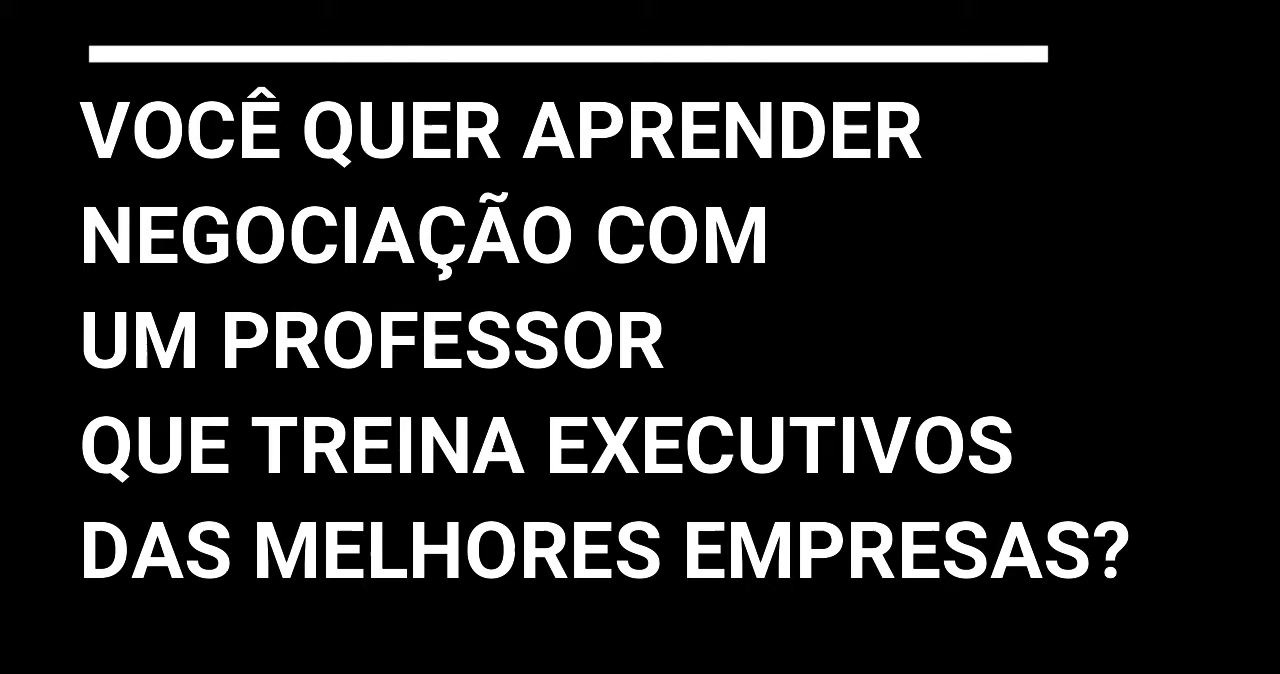 VOCÊ QUER APRENDER
NEGOCIAÇÃO COM
UM PROFESSOR
QUE TREINA EXECUTIVOS
DAS MELHORES EMPRESAS?